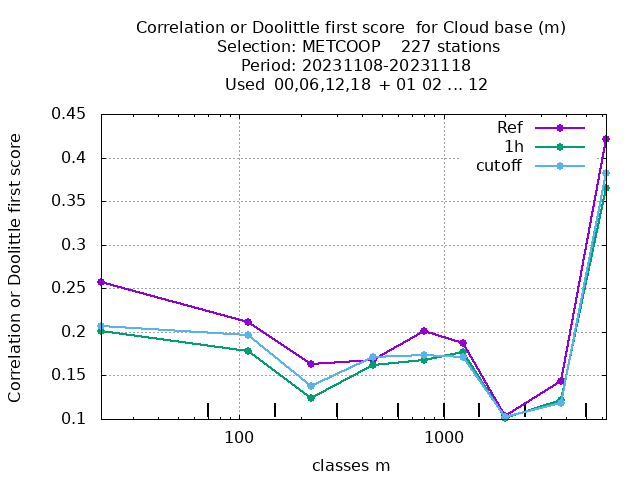 Correlation or Doolittle first score  for Cloud base (m)
Selection: METCOOP    227 stations
Period: 20231108-20231118
Used  00,06,12,18 + 01 02 ... 12
Correlation or Doolittle first score
0.45
0.4
0.35
0.3
0.25
0.2
0.15
0.1
Ref
1h
cutoff
100
1000
classes m